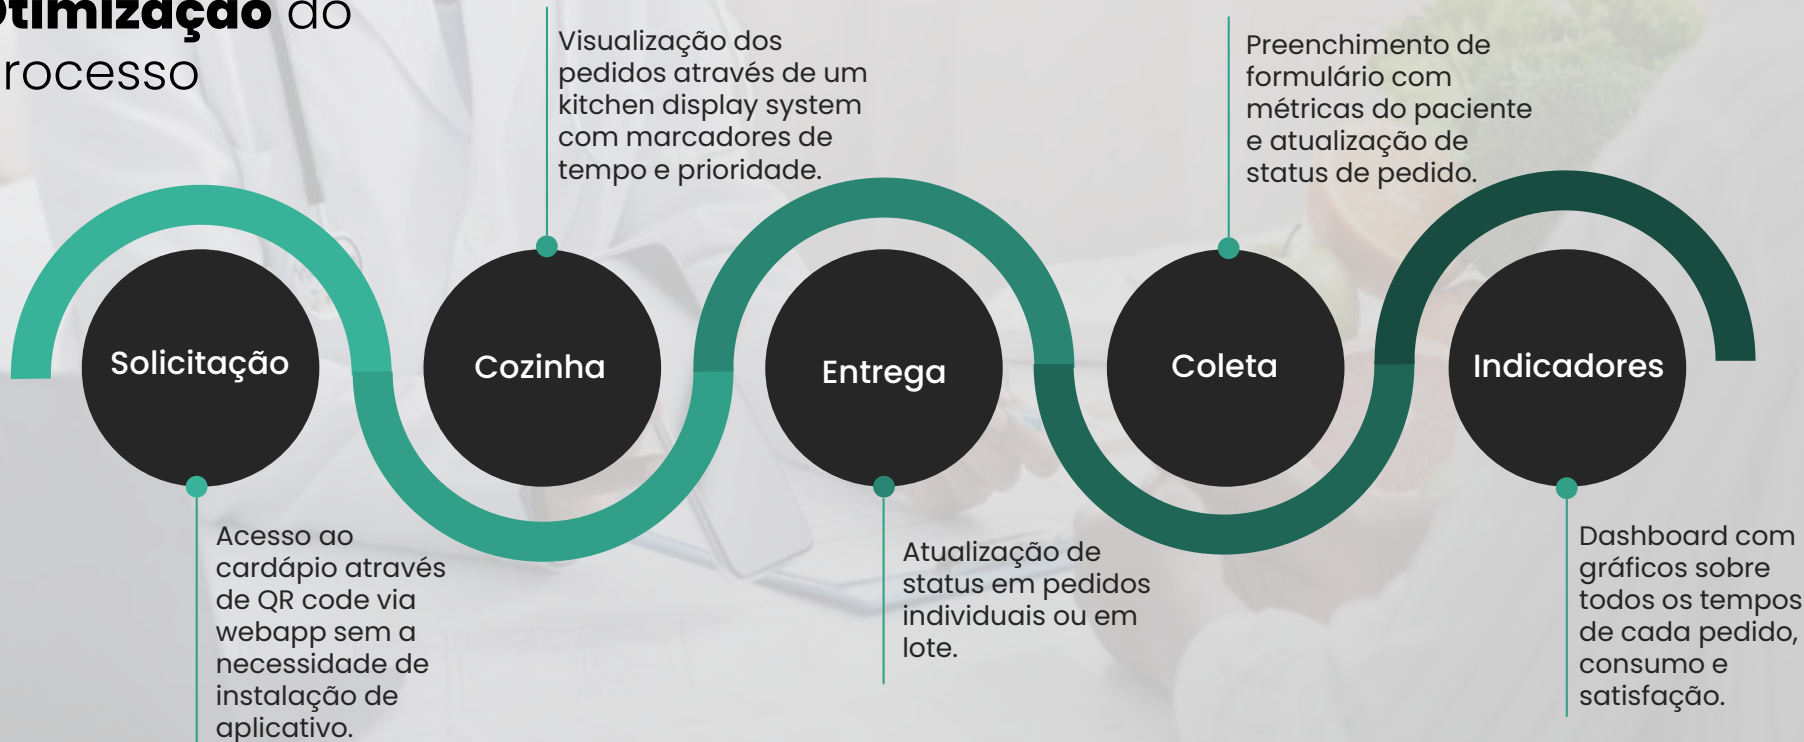 timização do
rocesso
Visualização dos
pedidos através de um
kitchen display system
com marcadores de
tempo e prioridade.
Preenchimento de
formulário com
métricas do paciente
e atualização de
status de pedido.
Solicitação
Cozinha
Entrega
Coleta
Indicadores
Acesso ao
cardápio através
de QR code via
webapp sem a
necessidade de
instalação de
aplicativo.
Atualização de
status em pedidos
individuais ou em
lote.
Dashboard com
gráficos sobre
todos os tempos
de cada pedido,
consumo e
satisfação.